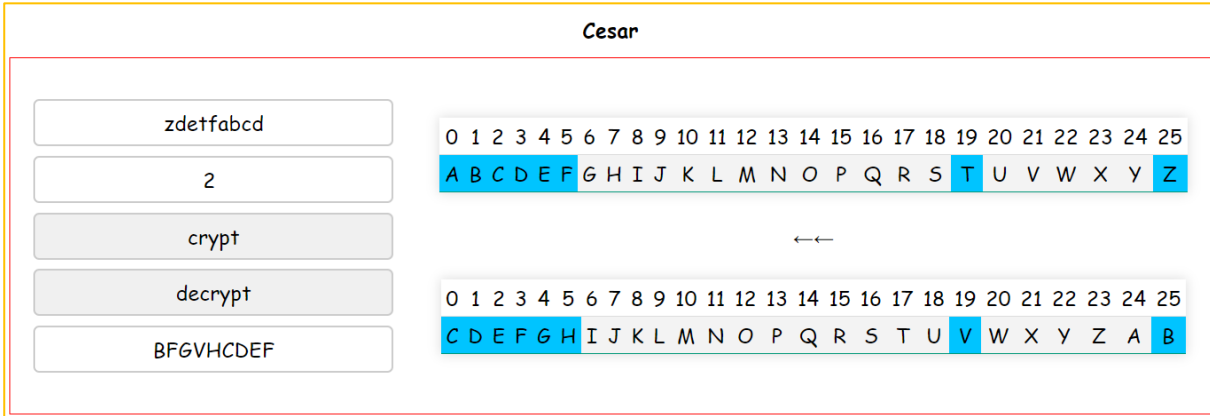 Cesar
zdetfabcd
2
crypt
decrypt
BFGVHCDEF
0 1 2 3 4 5 6 7 8 9 10 11 12 13 14 15 16 17 18 19 20 21 22 23 24 25
A B C D E F G H I J K L M N O P Q R S T U V W X Y Z
←←
0 1 2 3 4 5 6 7 8 9 10 11 12 13 14 15 16 17 18 19 20 21 22 23 24 25
C D E F G H I J K L M N O P Q R S T U V W X Y Z A B